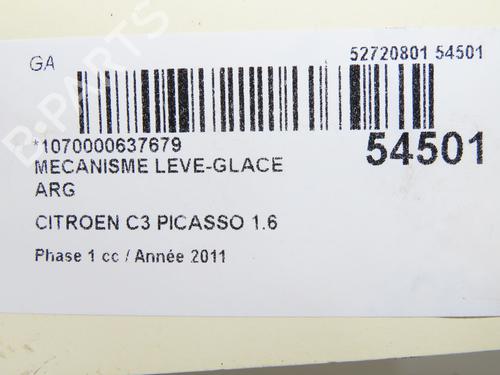 GA
52720801 54501
*1070000637679
54501
MECANISME LEVE-GLACE
ARG
CITROEN C3 PICASSO 1.6
Phase 1 cc / Année 2011
B-PARTS